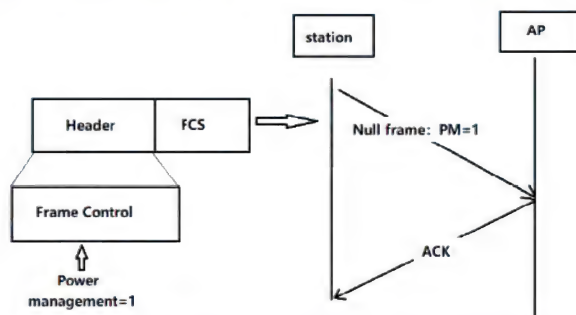 station
AP
Header
FCS
Null frame: PM=1
Frame Control
ACK
Power
management=1